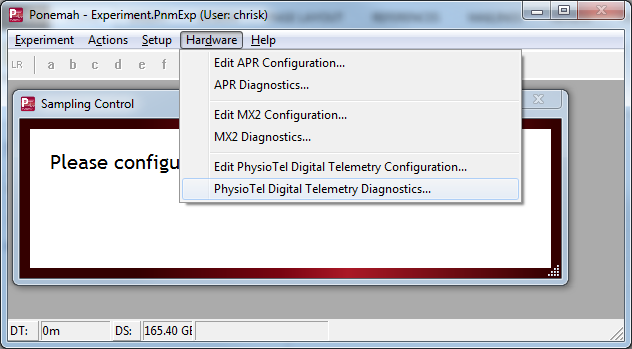 Ponemah - Experiment.PnmExp (User: chrisk)
Experiment Actions Setup Hardware Help
LR a b c d e f
Edit APR Configuration...
APR Diagnostics...
Edit MX2 Configuration...
MX2 Diagnostics...
Edit PhysioTel Digital Telemetry Configuration...
PhysioTel Digital Telemetry Diagnostics...
Sampling Control
Please configu
DT: 0m DS: 165.40 GB